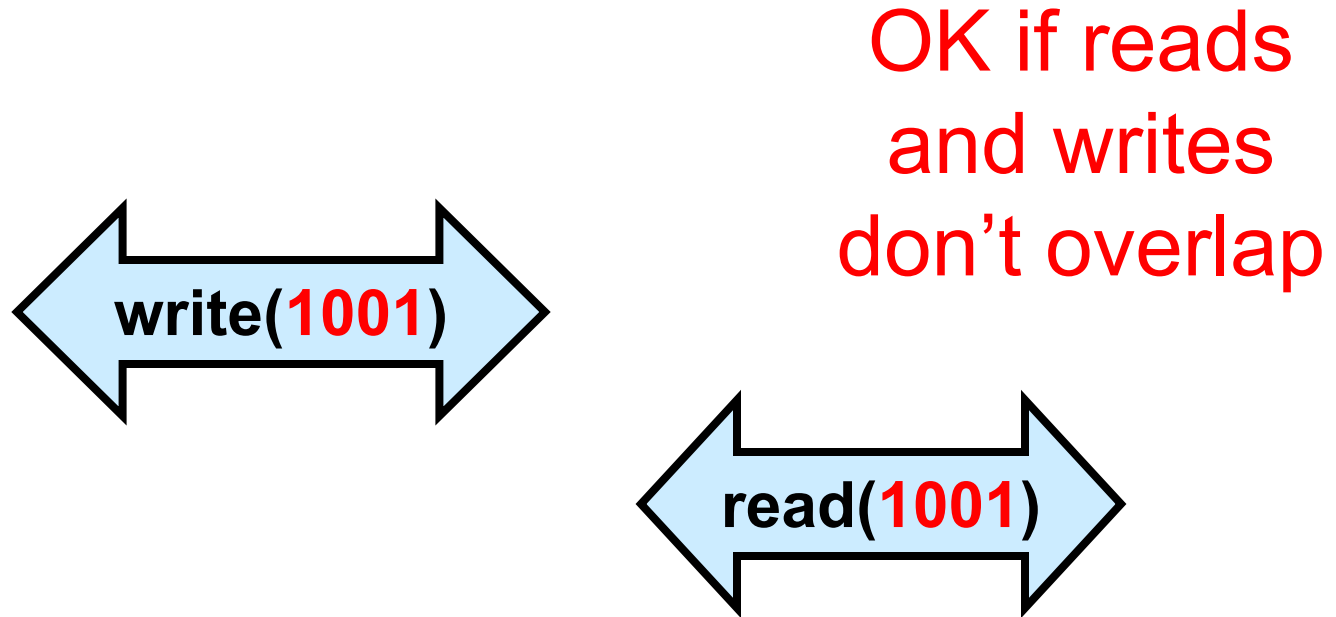 OK if reads
and writes
don’t overlap
write(1001)
read(1001)